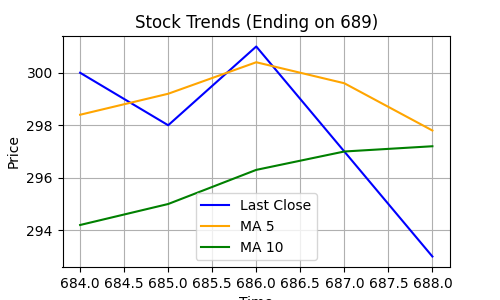 Stock Trends (Ending on 689)
Price
300
298
296
294
Last Close
MA 5
MA 10
684.0 684.5 685.0 685.5 686.0 686.5 687.0 687.5 688.0
Time